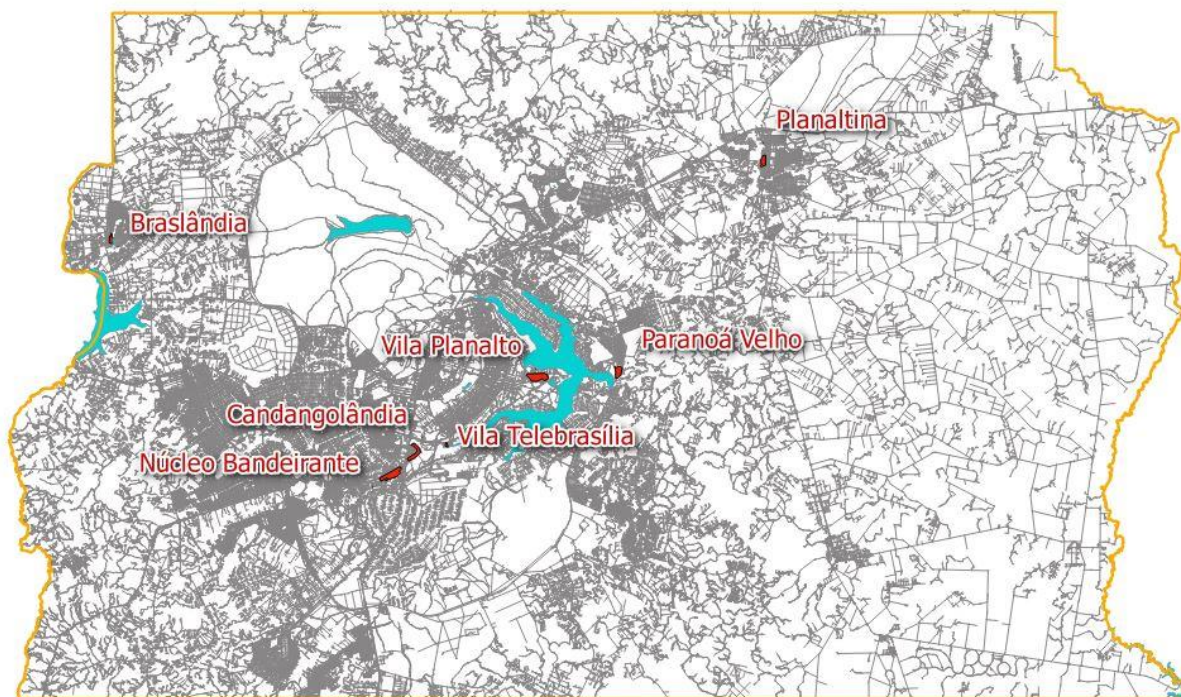 Planaltina
Braslândia
Vila Planalto
Paranoá Velho
Candangolândia
Vila Telebrasília
Núcleo Bandeirante